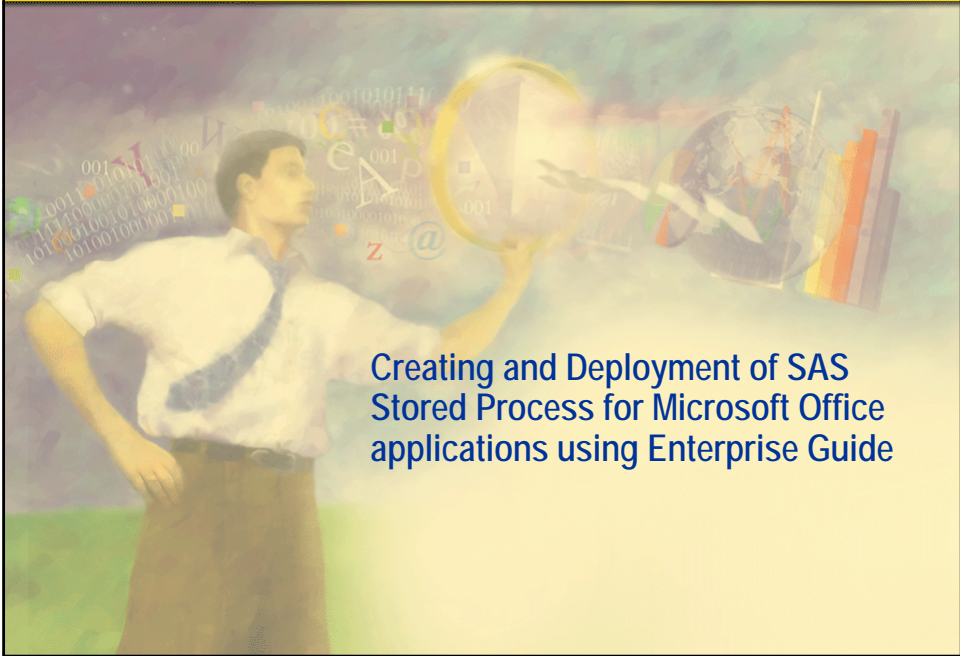 Creating and Deployment of SAS
Stored Process for Microsoft Office
applications using Enterprise Guide